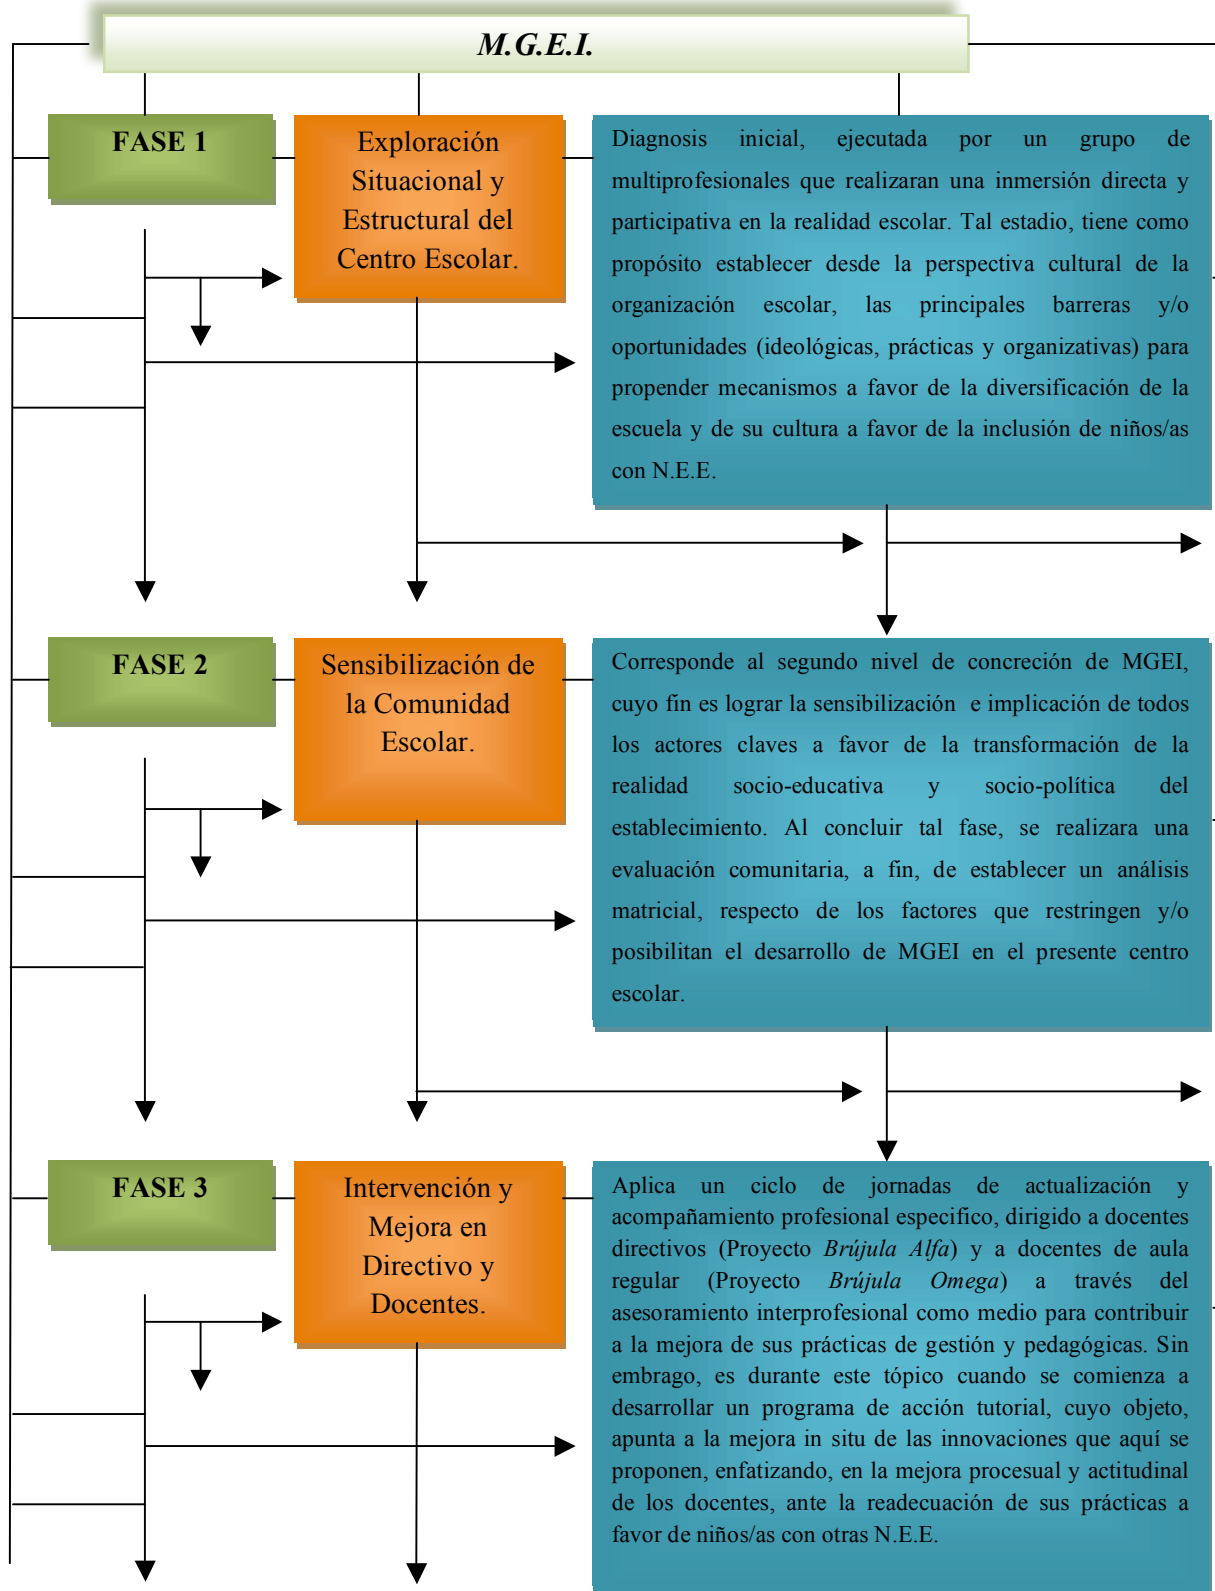 M.G.E.I.
FASE 1
Exploración
Situacional y
Estructural del
Centro Escolar.
Diagnosis inicial, ejecutada por un grupo de
multiprofesionales que realizaran una inmersión directa y
participativa en la realidad escolar. Tal estadio, tiene como
propósito establecer desde la perspectiva cultural de la
organización escolar, las principales barreras y/o
oportunidades (ideológicas, prácticas y organizativas) para
propender mecanismos a favor de la diversificación de la
escuela y de su cultura a favor de la inclusión de niños/as
con N.E.E.
FASE 2
Sensibilización de
la Comunidad
Escolar.
Corresponde al segundo nivel de concreción de MGEI,
cuyo fin es lograr la sensibilización e implicación de todos
los actores claves a favor de la transformación de la
realidad socio-educativa y socio-política del
establecimiento. Al concluir tal fase, se realizara una
evaluación comunitaria, a fin, de establecer un análisis
matricial, respecto de los factores que restringen y/o
posibilitan el desarrollo de MGEI en el presente centro
escolar.
FASE 3
Intervención y
Mejora en
Directivo y
Docentes.
Aplica un ciclo de jornadas de actualización y
acompañamiento profesional especifico, dirigido a docentes
directivos (Proyecto Brújula Alfa) y a docentes de aula
regular (Proyecto Brújula Omega) a través del
asesoramiento interprofesional como medio para contribuir
a la mejora de sus prácticas de gestión y pedagógicas. Sin
embrago, es durante este tópico cuando se comienza a
desarrollar un programa de acción tutorial, cuyo objeto,
apunta a la mejora in situ de las innovaciones que aquí se
proponen, enfatizando, en la mejora procesual y actitudinal
de los docentes, ante la readecuación de sus prácticas a
favor de niños/as con otras N.E.E.